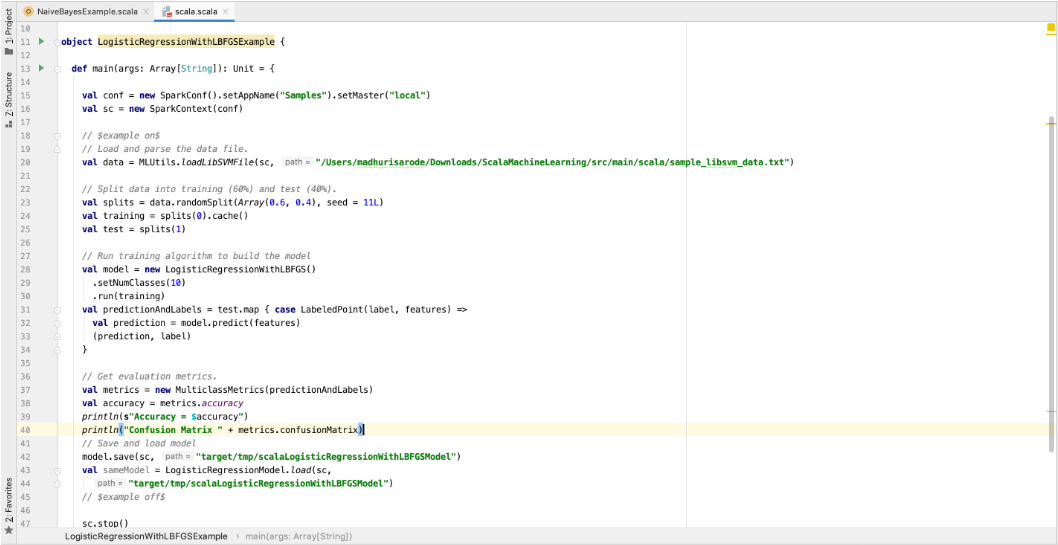 NaiveBayesExample.scala × scala.scala ×
1: Project
Z: Structure
2: Favorites
10
11 object LogisticRegressionWithLBFGSExample {
12
13 def main(args: Array[String]): Unit = {
14
15 val conf = new SparkConf().setAppName("Samples").setMaster("local")
16 val sc = new SparkContext(conf)
17
18 // $example on$
19 // Load and parse the data file.
20 val data = MLUtils.loadLibSVMFile(sc, path = "/Users/madhurisarode/Downloads/ScalaMachineLearning/src/main/scala/sample_libsvm_data.txt")
21
22 // Split data into training (60%) and test (40%).
23 val splits = data.randomSplit(Array(0.6, 0.4), seed = 11L)
24 val training = splits(0).cache()
25 val test = splits(1)
26
27 // Run training algorithm to build the model
28 val model = new LogisticRegressionWithLBFGS()
29 .setNumClasses(10)
30 .run(training)
31 val predictionAndLabels = test.map { case LabeledPoint(label, features) =>
32 val prediction = model.predict(features)
33 (prediction, label)
34 }
35
36 // Get evaluation metrics.
37 val metrics = new MulticlassMetrics(predictionAndLabels)
38 val accuracy = metrics.accuracy
39 println(s"Accuracy = $accuracy")
40 println("Confusion Matrix " + metrics.confusionMatrix)
41 // Save and load model
42 model.save(sc, path = "target/tmp/scalaLogisticRegressionWithLBFGSModel")
43 val sameModel = LogisticRegressionModel.load(sc,
44 path = "target/tmp/scalaLogisticRegressionWithLBFGSModel")
45 // $example off$
46
47 sc.stop()
LogisticRegressionWithLBFGSExample › main(args: Array[String])